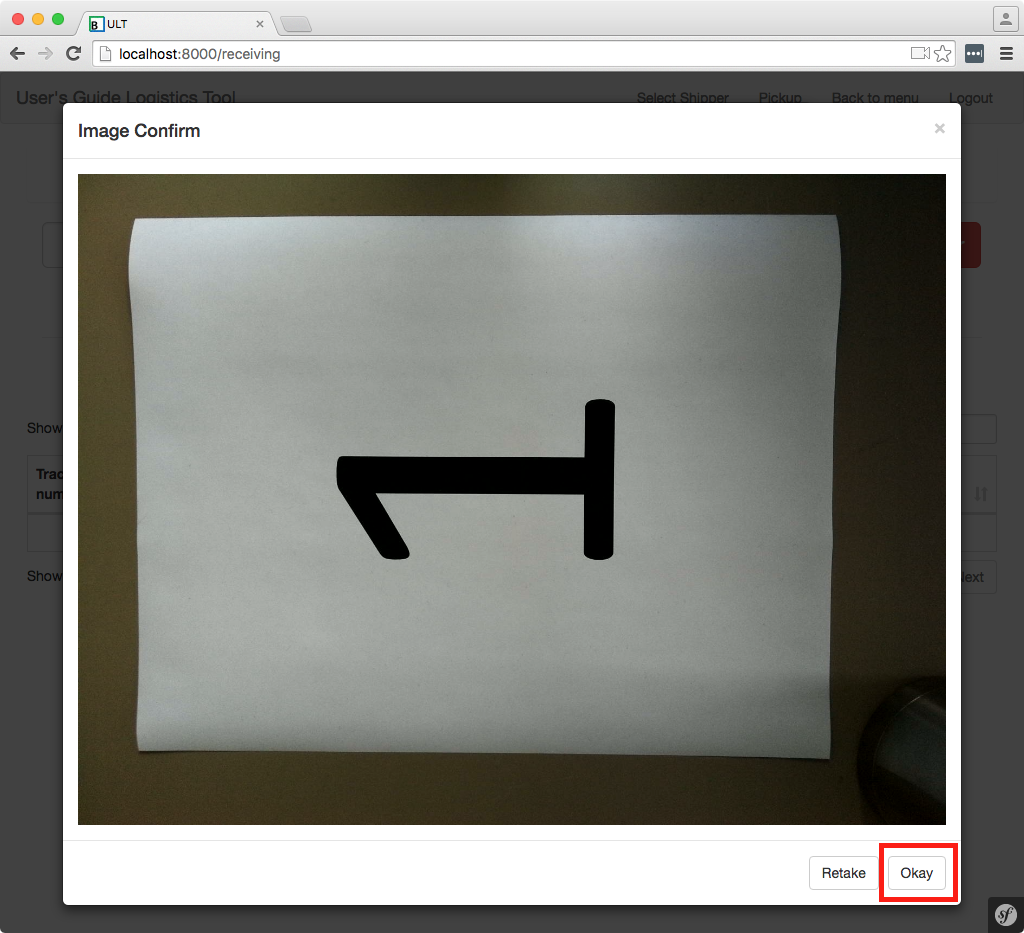 B ULT
localhost:8000/receiving
User's Guide Logistics Tool Select Shipper Pickup Back to menu Logout
Image Confirm ×
1
Show
Trac
num
Show
Next
Retake Okay
sf